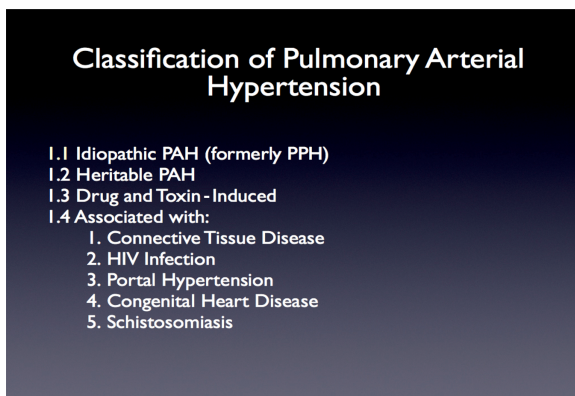 Classification of Pulmonary Arterial
Hypertension
1.1 Idiopathic PAH (formerly PPH)
1.2 Heritable PAH
1.3 Drug and Toxin-Induced
1.4 Associated with:
1. Connective Tissue Disease
2. HIV Infection
3. Portal Hypertension
4. Congenital Heart Disease
5. Schistosomiasis